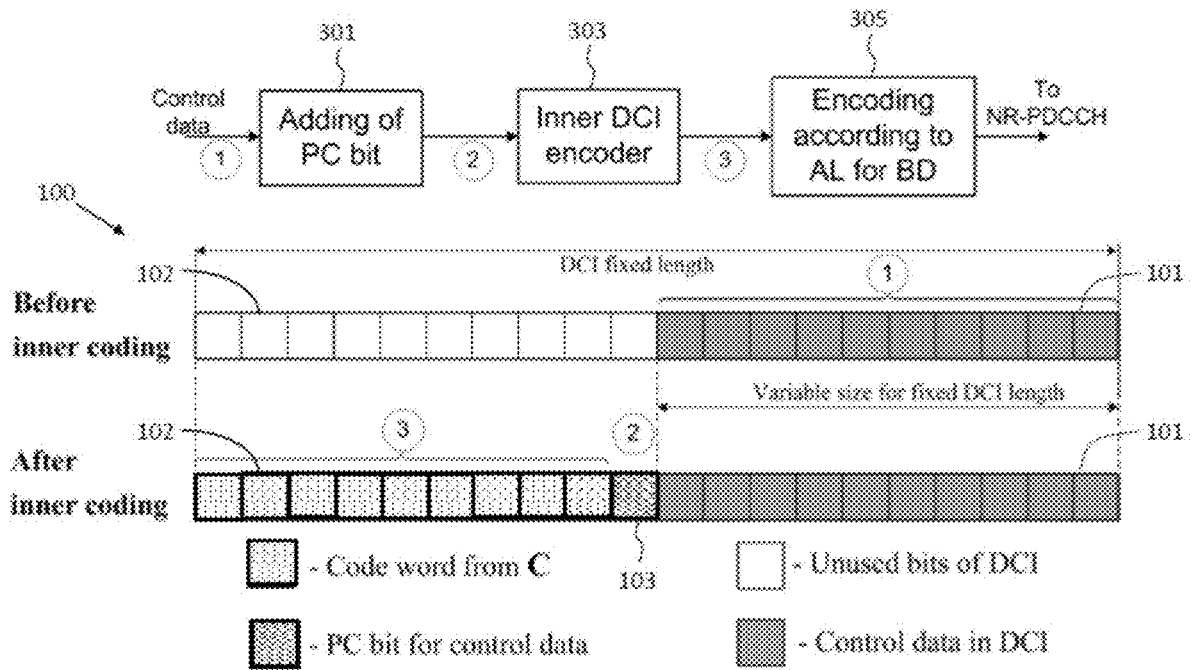 301
303
305
Control data
Adding of PC bit
Inner DCI encoder
Encoding according to AL for BD
To NR-PDCCH
1
2
3
100
DCI fixed length
102
1
101
Before inner coding
Variable size for fixed DCI length
102
3
2
101
After inner coding
- Code word from C
103
- Unused bits of DCI
- PC bit for control data
- Control data in DCI